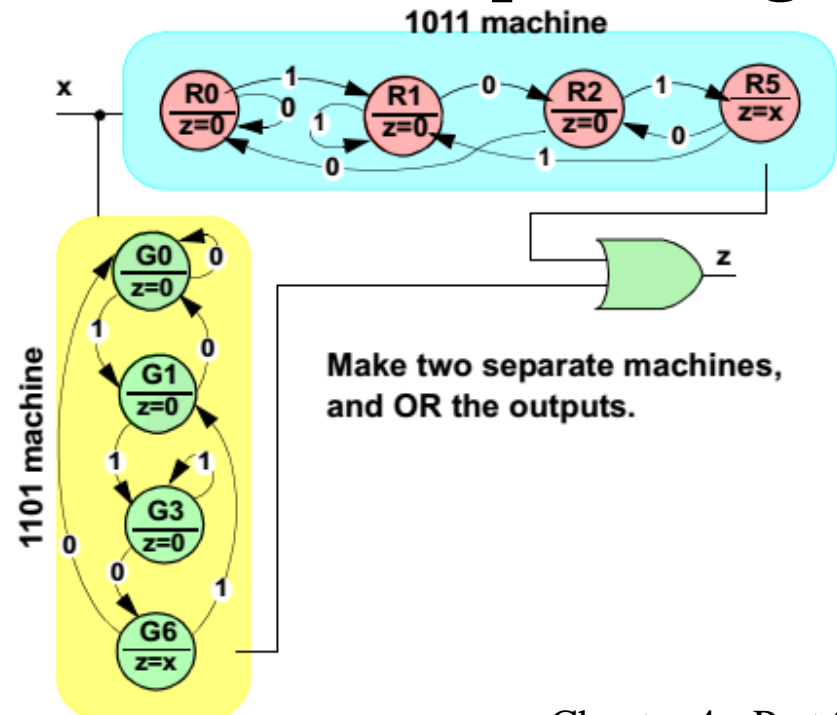 1011 machine
x
R0
z=0
R1
z=0
R2
z=0
R5
z=x
1
0
1
0
1
0
0
1
G0
z=0
0
1
0
G1
z=0
1
1
G3
z=0
0
0
1
G6
z=x
1101 machine
z
Make two separate machines,
and OR the outputs.